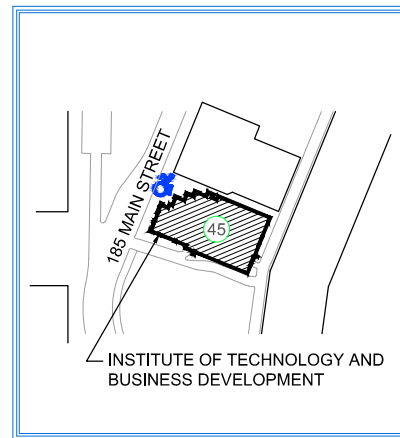 185 MAIN STREET
45
INSTITUTE OF TECHNOLOGY AND
BUSINESS DEVELOPMENT